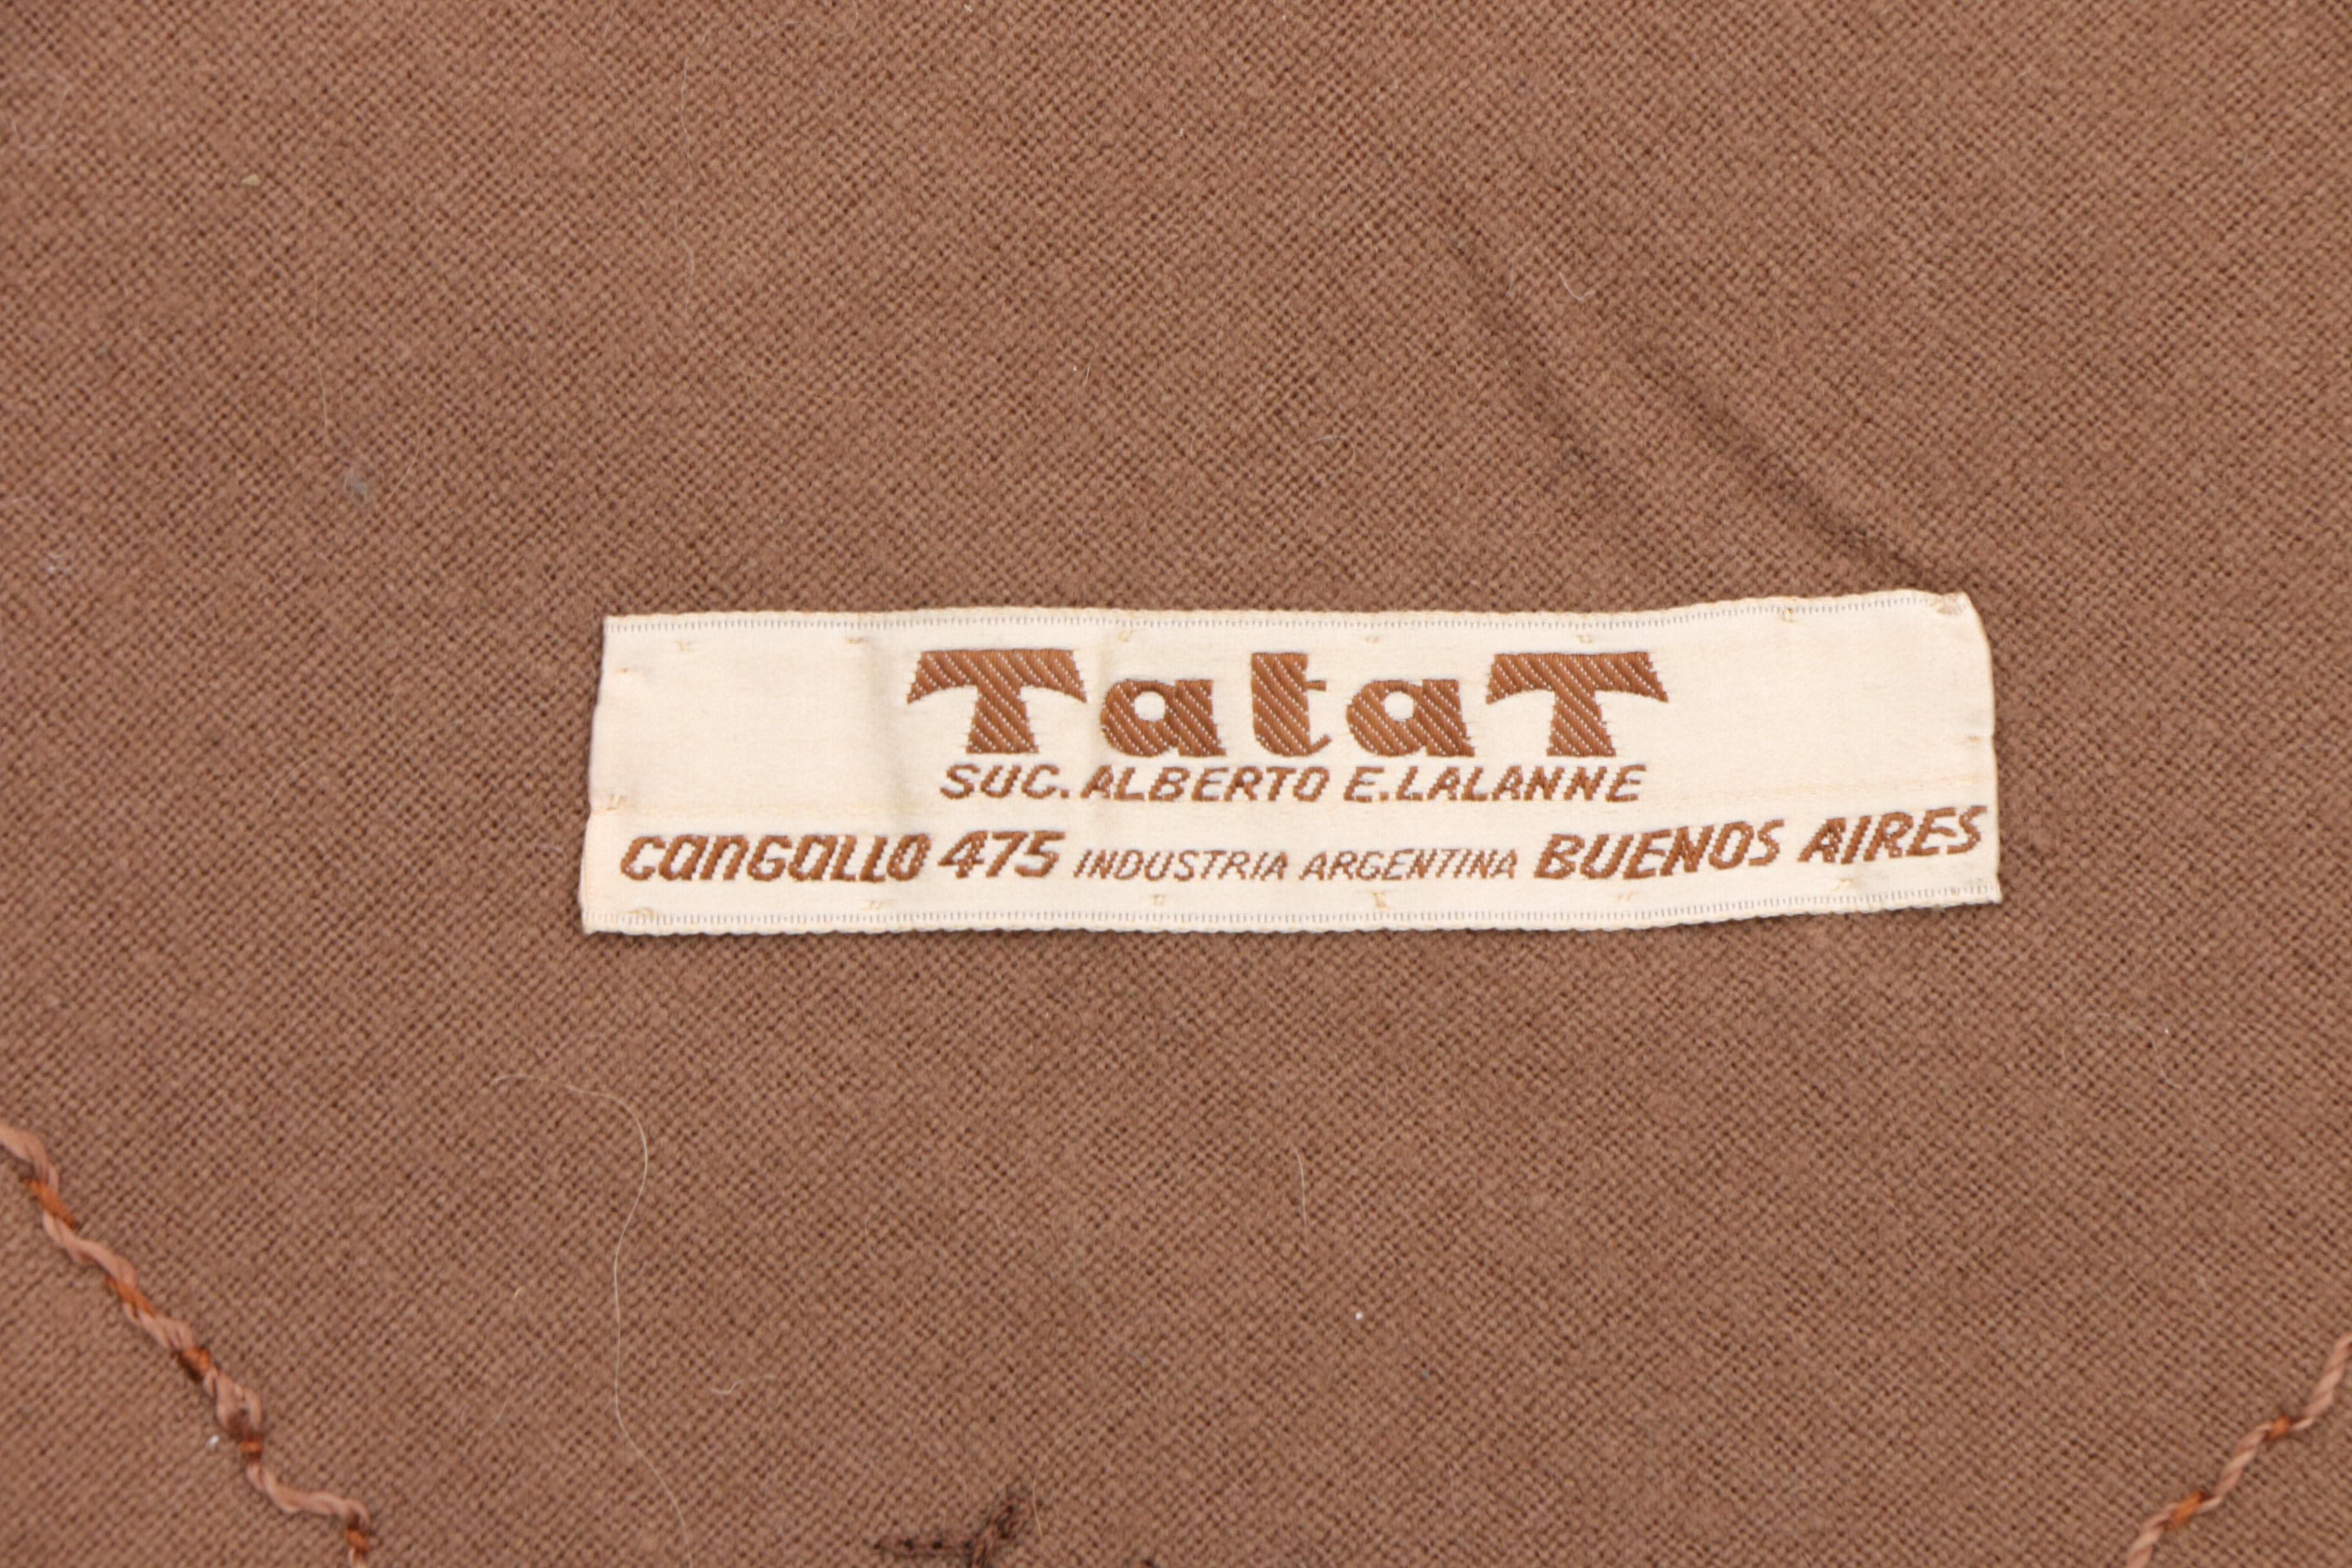 TataT
SUC. ALBERTO E. LALANNE
CANGALLO 475 INDUSTRIA ARGENTINA BUENOS AIRES